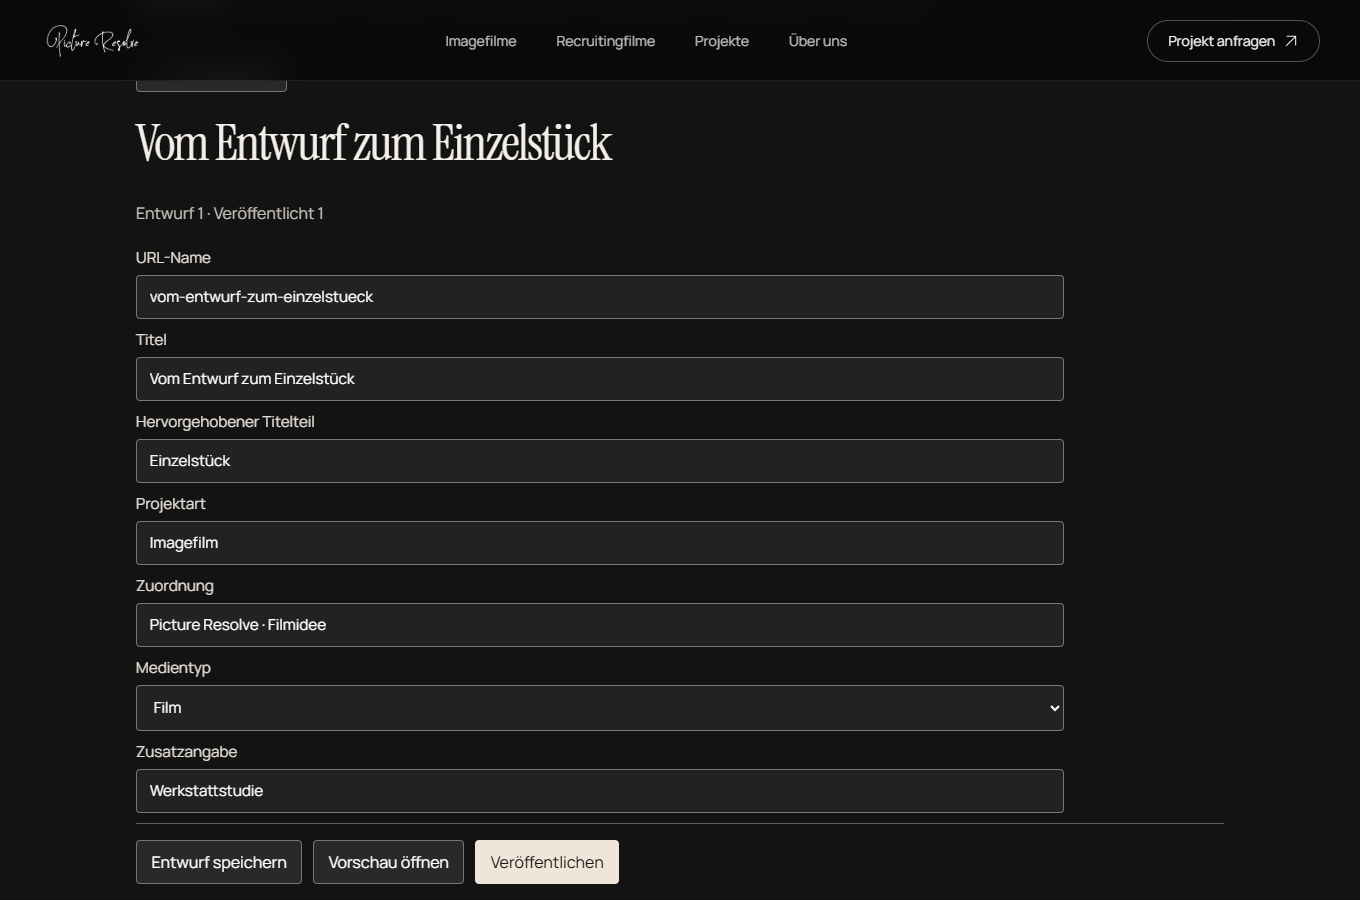 Picture Resolve
Imagefilme
Recruitingfilme
Projekte
Über uns
Projekt anfragen
Vom Entwurf zum Einzelstück
Entwurf 1 · Veröffentlicht 1
URL-Name
vom-entwurf-zum-einzelstueck
Titel
Vom Entwurf zum Einzelstück
Hervorgehobener Titelteil
Einzelstück
Projektart
Imagefilm
Zuordnung
Picture Resolve · Filmidee
Medientyp
Film
Zusatzangabe
Werkstattstudie
Entwurf speichern
Vorschau öffnen
Veröffentlichen